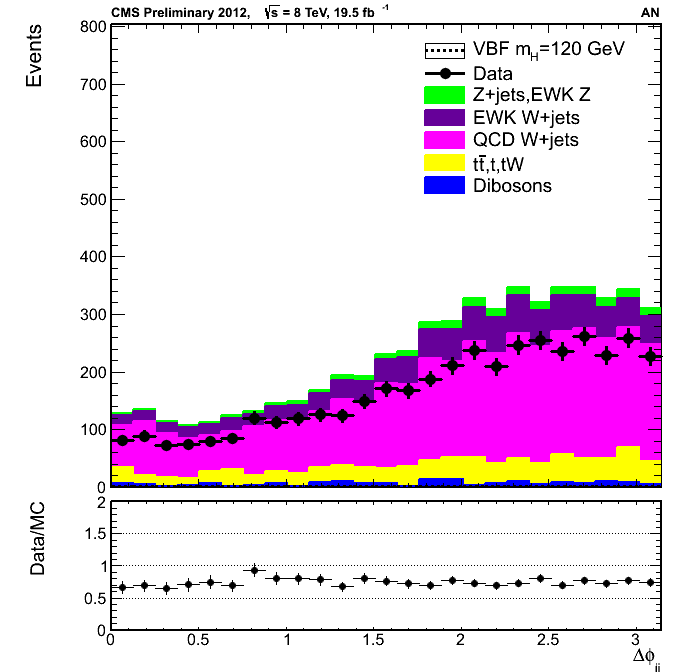 CMS Preliminary 2012, √s = 8 TeV, 19.5 fb⁻¹ AN
Events
800
700
600
500
400
300
200
100
0
VBF m_H=120 GeV
Data
Z+jets,EWK Z
EWK W+jets
QCD W+jets
tt̄,t,tW
Dibosons
Data/MC
2
1.5
1
0.5
0
0 0.5 1 1.5 2 2.5 3
Δϕ_jj